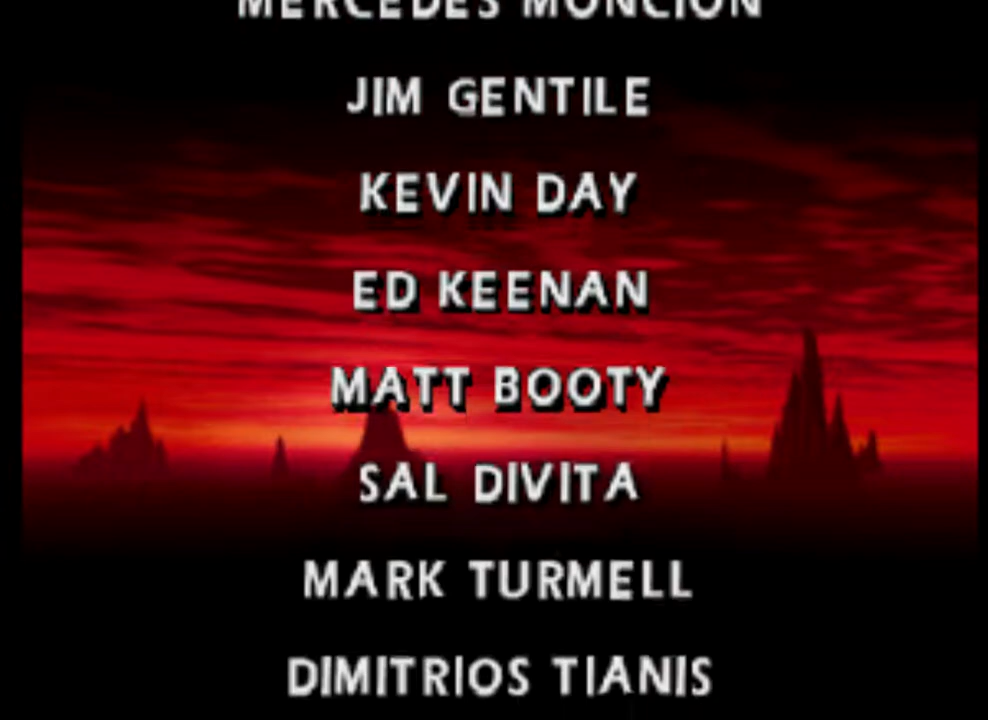 MERCEDES MONCION
JIM GENTILE
KEVIN DAY
ED KEENAN
MATT BOOTY
SAL DIVITA
MARK TURMELL
DIMITRIOS TIANIS